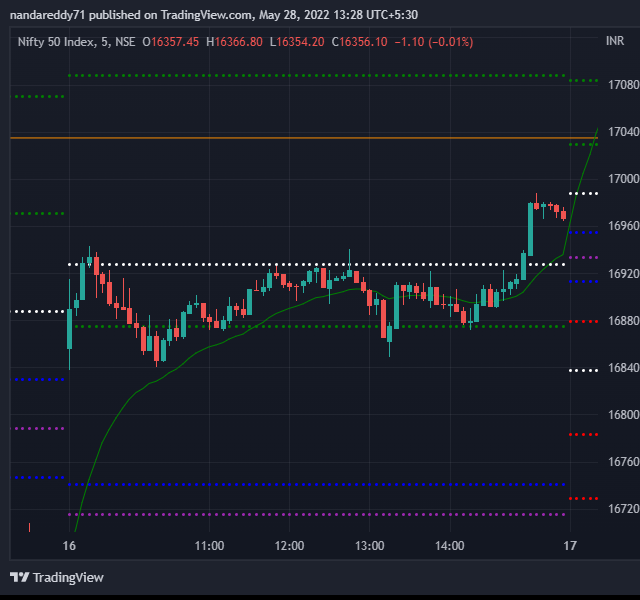 nandareddy71 published on TradingView.com, May 28, 2022 13:28 UTC+5:30
Nifty 50 Index, 5, NSE O16357.45 H16366.80 L16354.20 C16356.10 −1.10 (−0.01%)
INR
17080
17040
17000
16960
16920
16880
16840
16800
16760
16720
16 11:00 12:00 13:00 14:00 17
TradingView